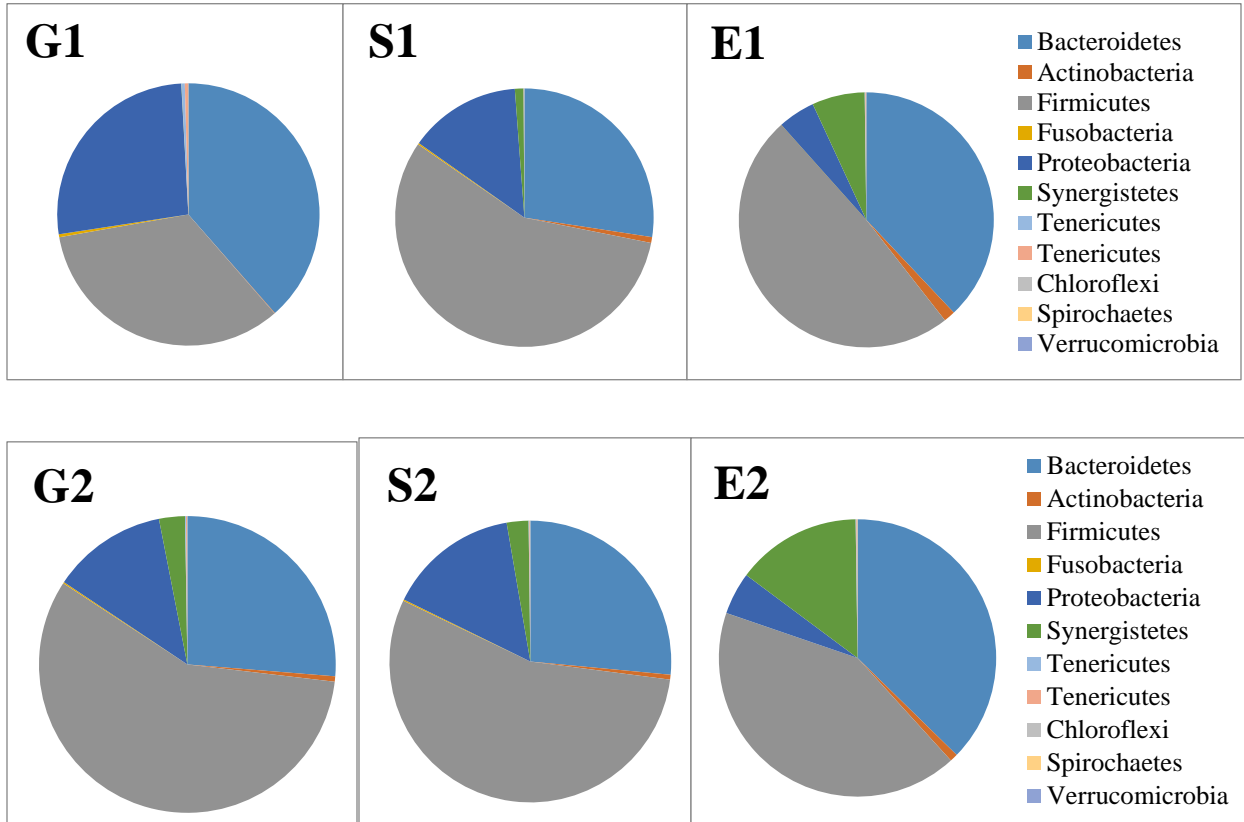 G1
S1
E1
Bacteroidetes
Actinobacteria
Firmicutes
Fusobacteria
Proteobacteria
Synergistetes
Tenericutes
Tenericutes
Chloroflexi
Spirochaetes
Verrucomicrobia
G2
S2
E2
Bacteroidetes
Actinobacteria
Firmicutes
Fusobacteria
Proteobacteria
Synergistetes
Tenericutes
Tenericutes
Chloroflexi
Spirochaetes
Verrucomicrobia